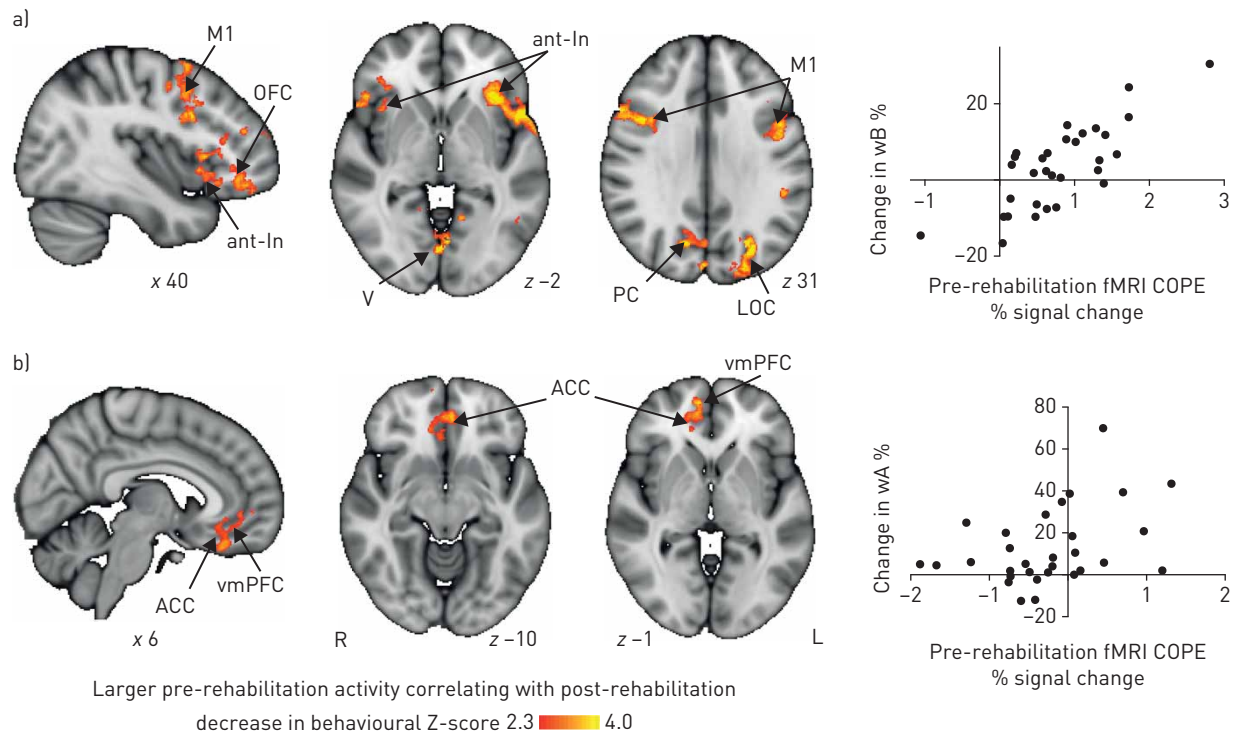 a)
M1
OFC
ant-In
x 40
ant-In
V
z –2
M1
PC
LOC
z 31
Change in wB %
20
–20
–1
0
1
2
3
Pre-rehabilitation fMRI COPE
% signal change
b)
ACC
vmPFC
x 6
ACC
R
z –10
vmPFC
z –1
L
Change in wA %
80
60
40
20
0
–20
–2
–1
0
1
2
Pre-rehabilitation fMRI COPE
% signal change
Larger pre-rehabilitation activity correlating with post-rehabilitation
decrease in behavioural Z-score 2.3 4.0